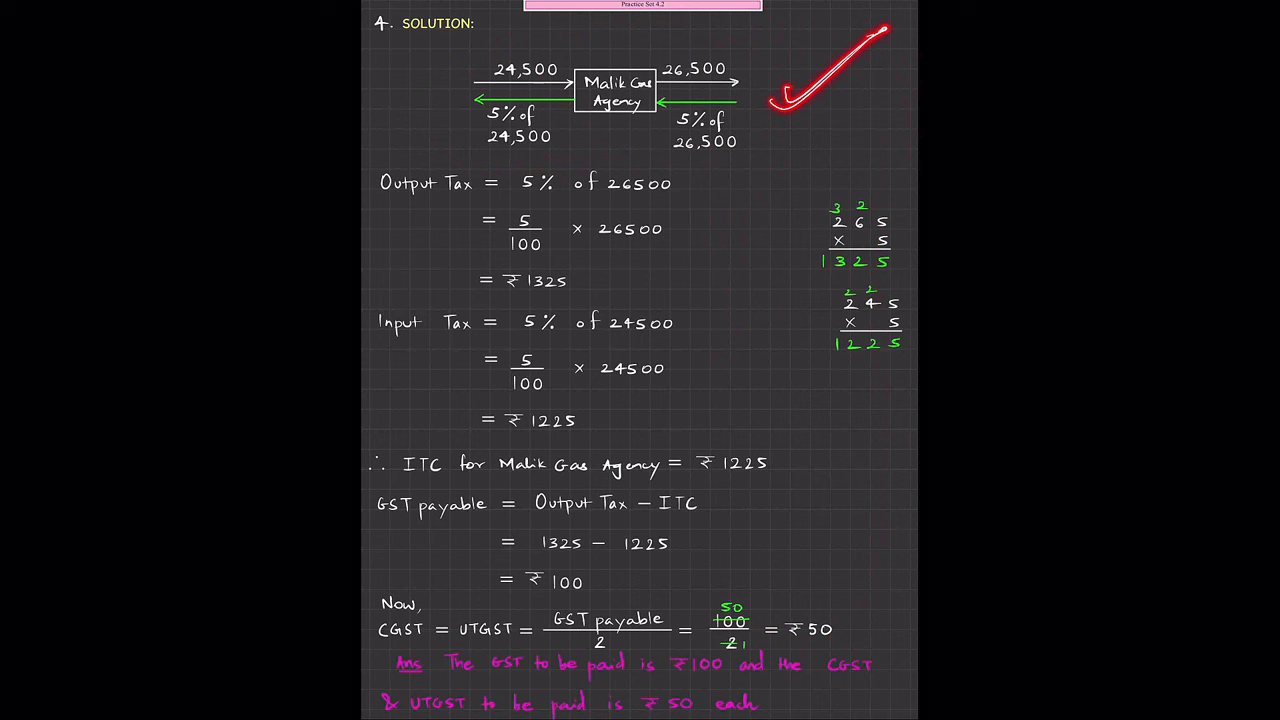 Practice Set 4.2
4. SOLUTION:
24,500 Malik Gas Agency 26,500
5% of 24,500
5% of 26,500
Output Tax = 5% of 26500
= 5/100 × 26500
= ₹ 1325
3 2
2 6 5
× 5
1 3 2 5
Input Tax = 5% of 24500
= 5/100 × 24500
= ₹ 1225
2 2
2 4 5
× 5
1 2 2 5
∴ ITC for Malik Gas Agency = ₹ 1225
GST payable = Output Tax – ITC
= 1325 – 1225
= ₹ 100
Now,
CGST = UTGST = GST payable/2 = 100/2 = ₹ 50
50
1
Ans The GST to be paid is ₹100 and the CGST
& UTGST to be paid is ₹ 50 each